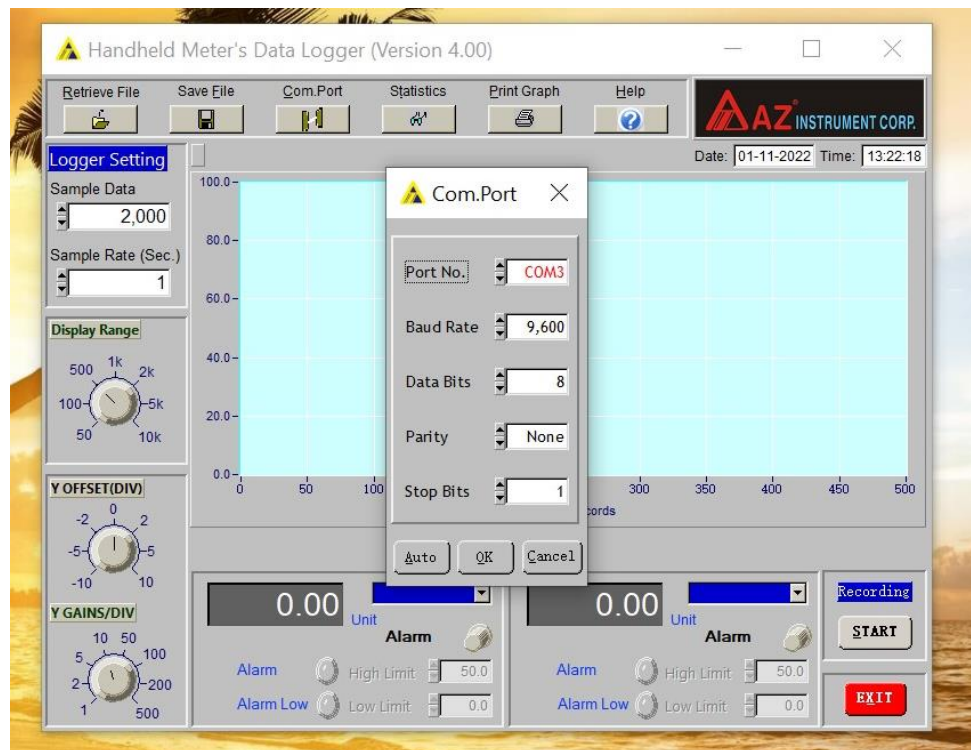 Handheld Meter's Data Logger (Version 4.00)
Retrieve File Save File Com.Port Statistics Print Graph Help
AZ INSTRUMENT CORP.
Logger Setting
Date: 01-11-2022 Time: 13:22:18
Sample Data
2,000
Sample Rate (Sec.)
1
Display Range
50 100 500 1k 2k 5k 10k
Y OFFSET(DIV)
-10 -5 -2 0 2 5 10
Y GAINS/DIV
1 2 5 10 50 100 200 500
100.0
80.0
60.0
40.0
20.0
0.0
0 50 100 300 350 400 450 500
cords
Com.Port
Port No. COM3
Baud Rate 9,600
Data Bits 8
Parity None
Stop Bits 1
Auto OK Cancel
0.00 Unit
Alarm
Alarm High Limit 50.0
Alarm Low Low Limit 0.0
0.00 Unit
Alarm
Alarm High Limit 50.0
Alarm Low Low Limit 0.0
Recording
START
EXIT